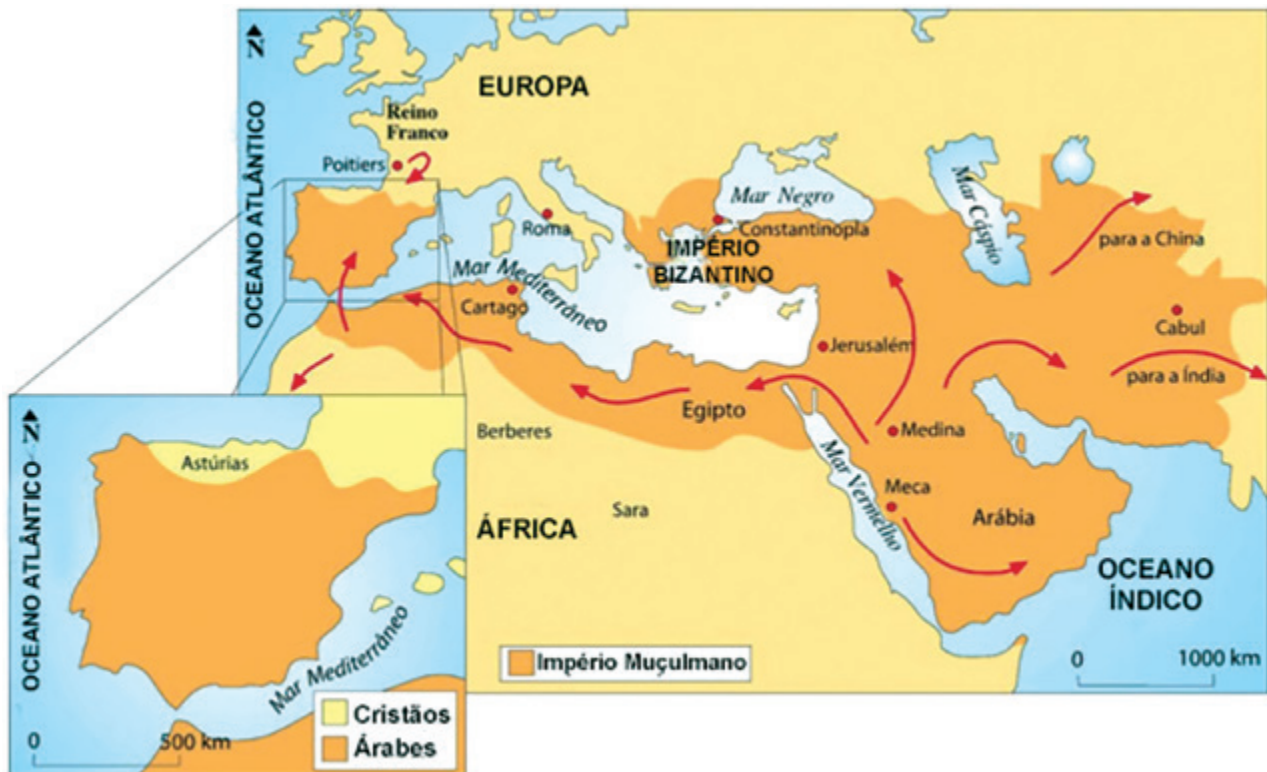 N
OCEANO ATLÂNTICO
EUROPA
Reino
Franco
Poitiers
Mar Negro
Mar Cáspio
Roma
Constantinopla
para a China
IMPÉRIO
BIZANTINO
Mar Mediterrâneo
Cartago
Cabul
Jerusalém
para a Índia
Egipto
Medina
Berberes
Mar Vermelho
Meca
Sara
Arábia
ÁFRICA
OCEANO
ÍNDICO
Império Muçulmano
0 1000 km
N
OCEANO ATLÂNTICO
Astúrias
Mar Mediterrâneo
Cristãos
Árabes
0 500 km